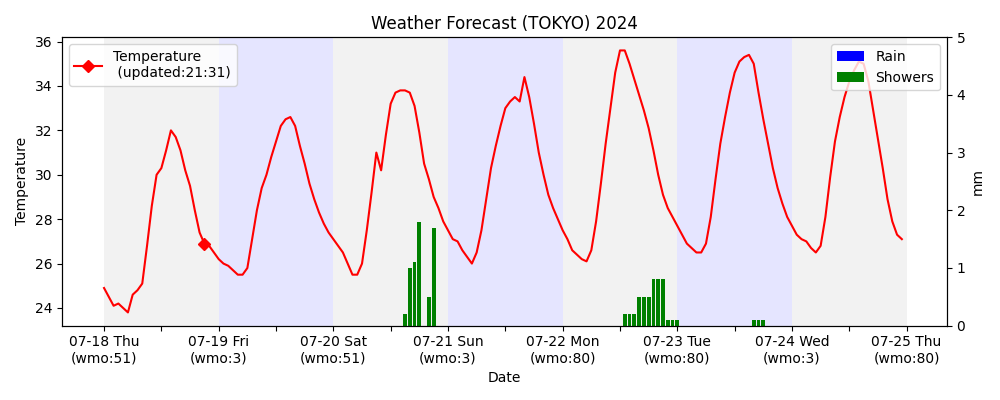 Weather Forecast (TOKYO) 2024
Temperature
(updated:21:31)
Rain
Showers
36
34
32
30
28
26
24
Temperature
5
4
3
2
1
0
mm
07-18 Thu
(wmo:51)
07-19 Fri
(wmo:3)
07-20 Sat
(wmo:51)
07-21 Sun
(wmo:3)
07-22 Mon
(wmo:80)
07-23 Tue
(wmo:80)
07-24 Wed
(wmo:3)
07-25 Thu
(wmo:80)
Date